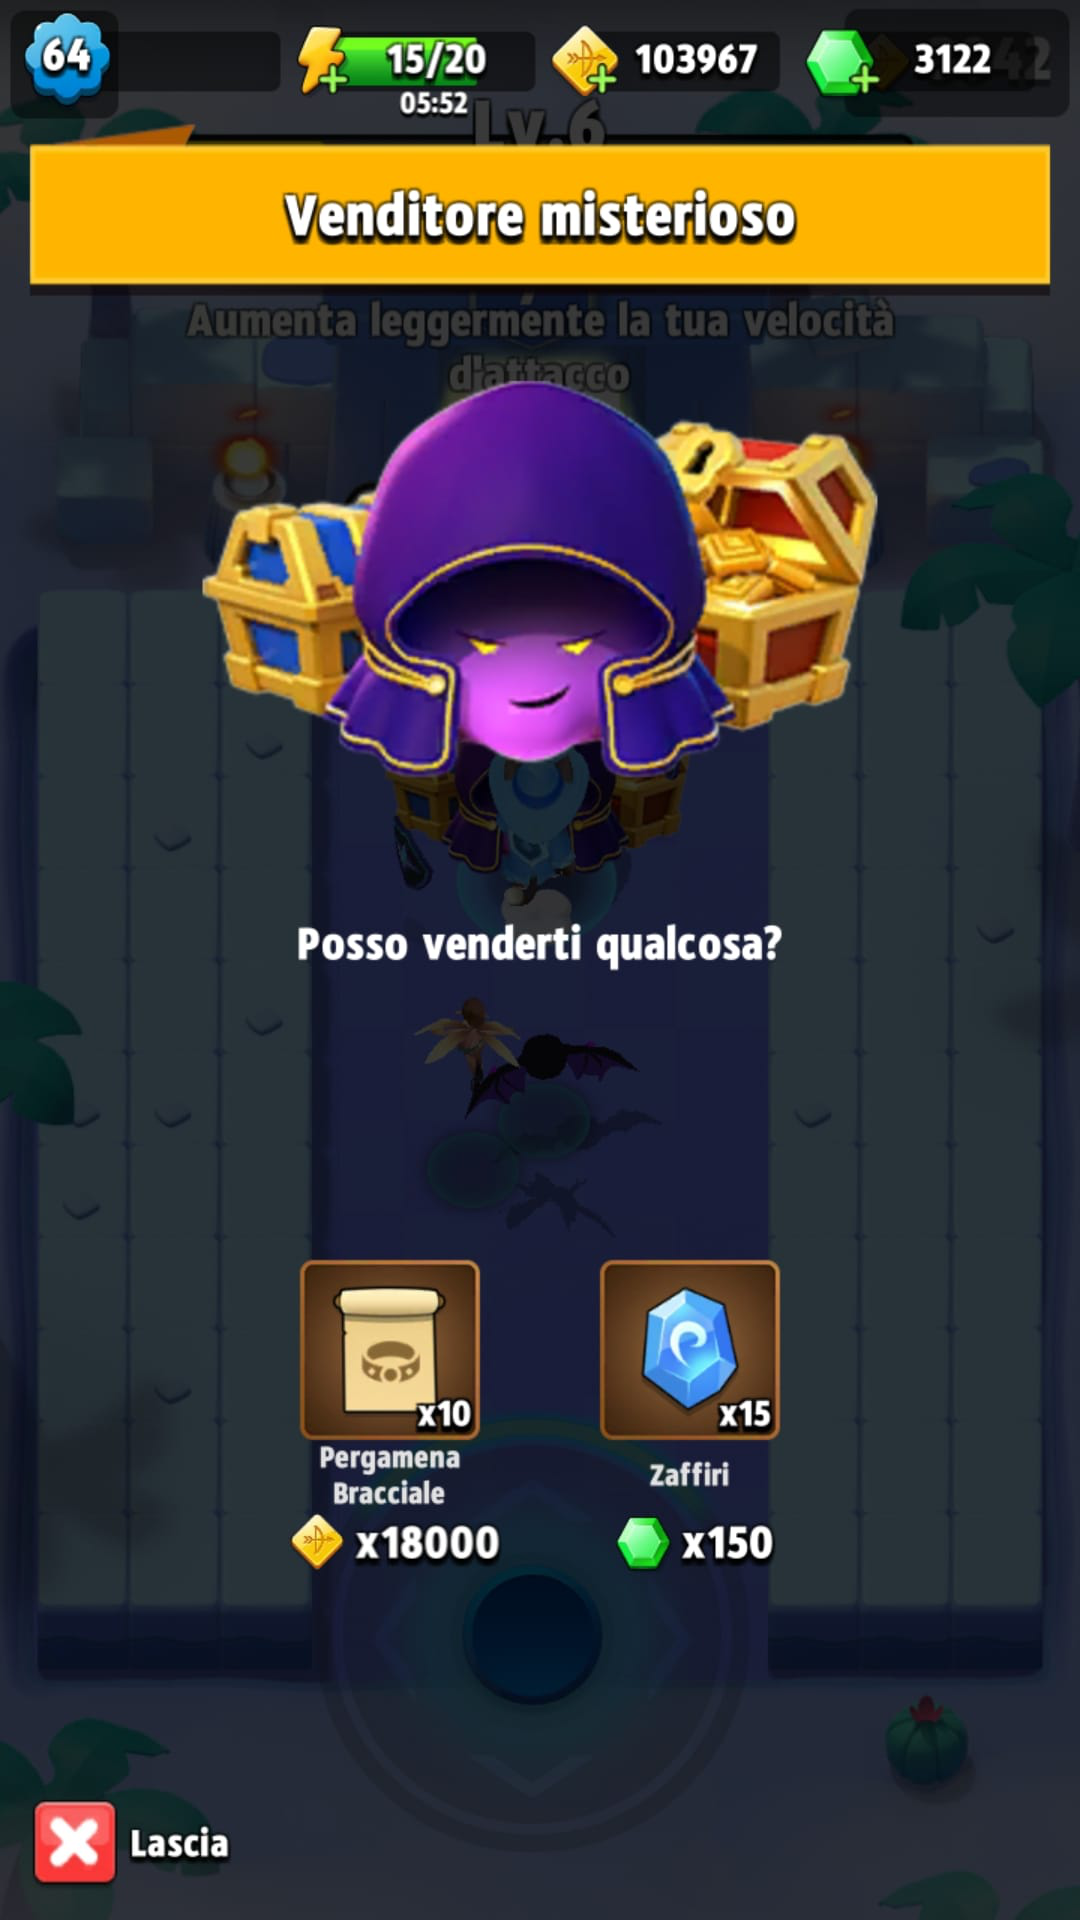 64
15/20
103967
3122
05:52
Lv.6
Venditore misterioso
Aumenta leggermente la tua velocità
d'attacco
Posso venderti qualcosa?
x10
x15
Pergamena
Bracciale
Zaffiri
x18000
x150
Lascia